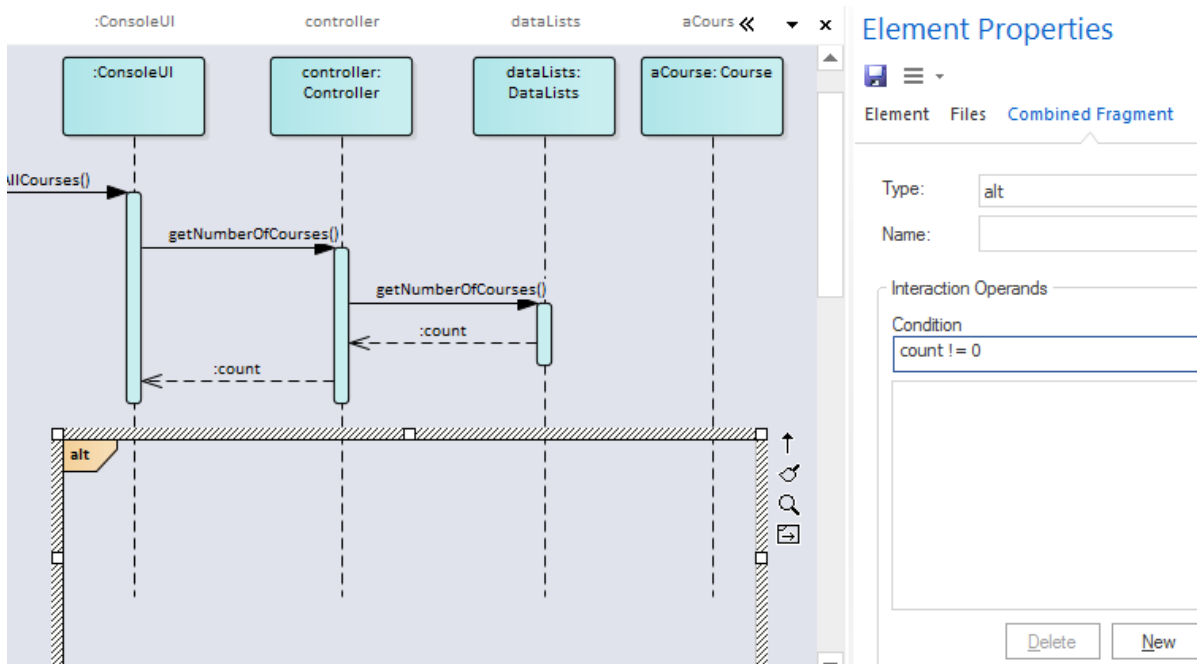 :ConsoleUI controller dataLists aCours
:ConsoleUI
controller:
Controller
dataLists:
DataLists
aCourse: Course
AllCourses()
getNumberOfCourses()
getNumberOfCourses()
:count
:count
alt
Element Properties
Element Files Combined Fragment
Type: alt
Name:
Interaction Operands
Condition
count != 0
Delete New